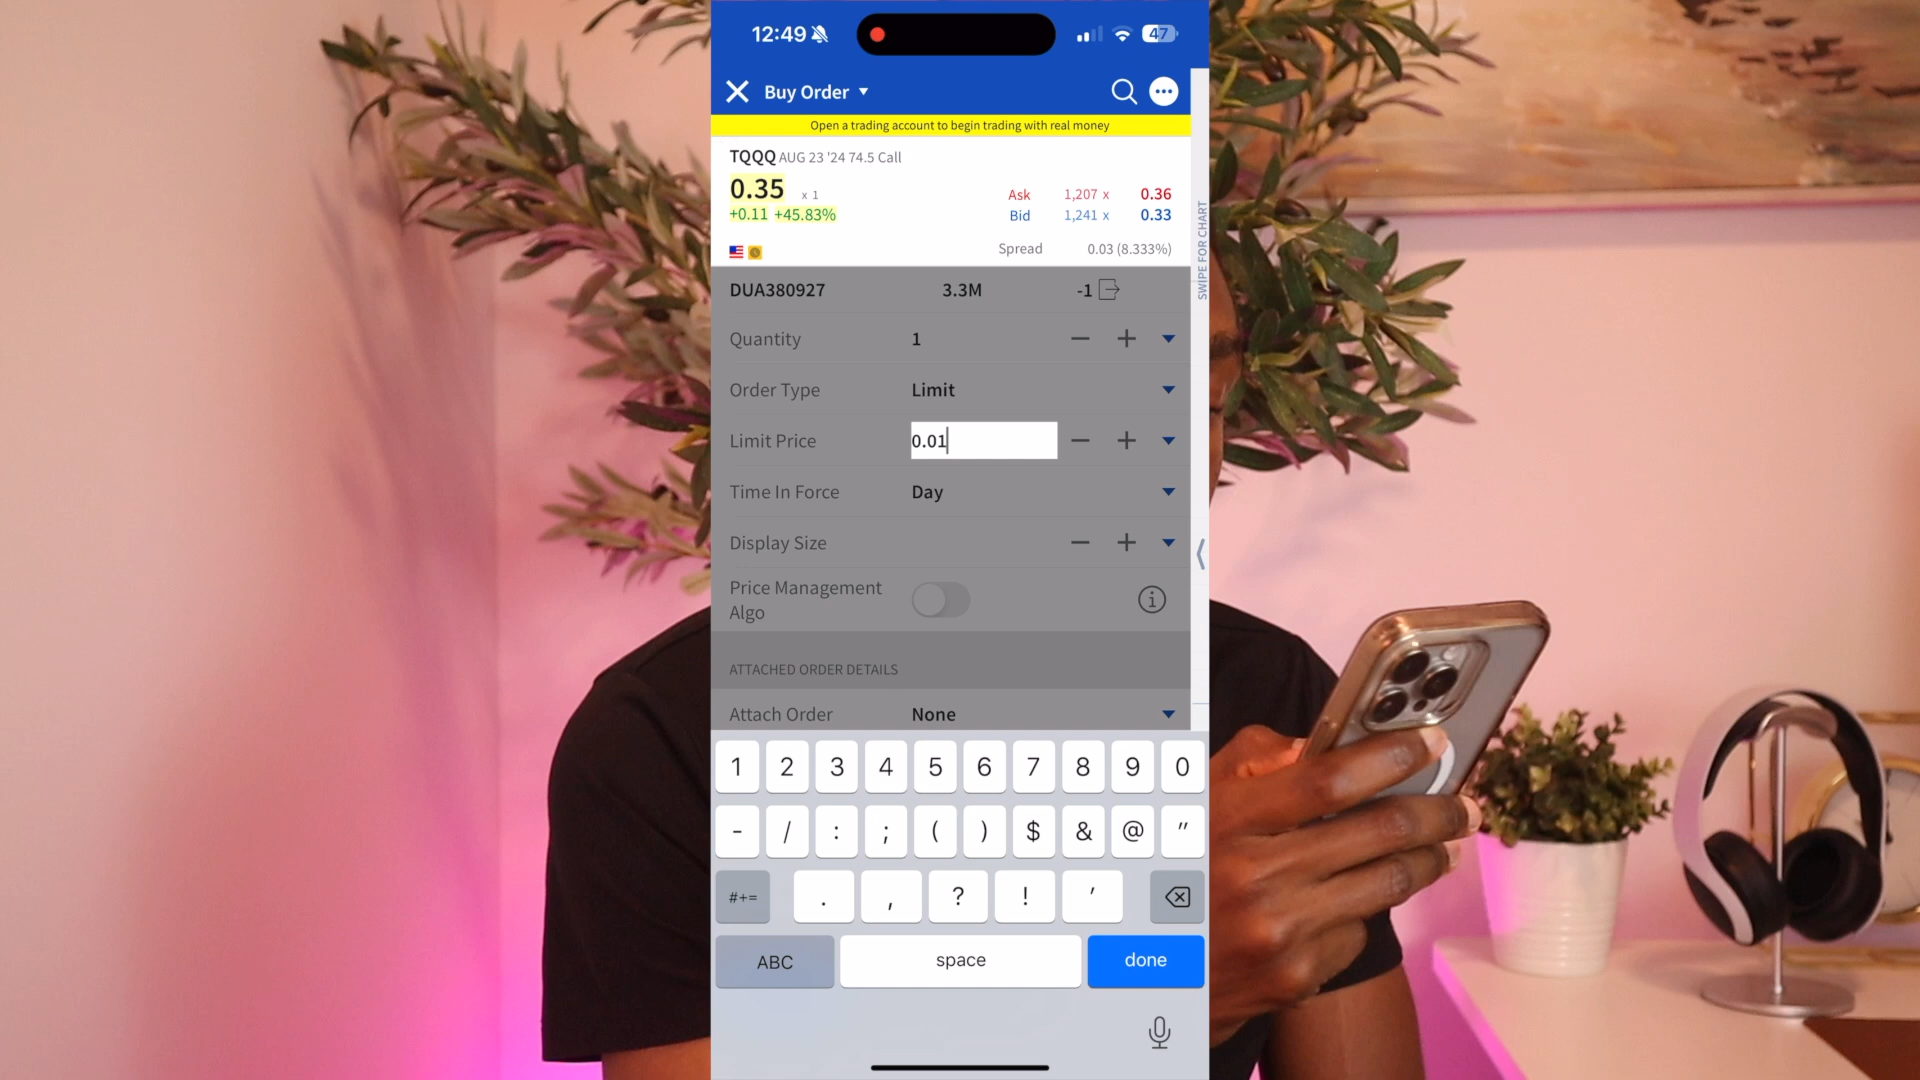 12:49
47
Buy Order
Open a trading account to begin trading with real money
TQQQ AUG 23 '24 74.5 Call
0.35 x 1
+0.11 +45.83%
Ask 1,207 x 0.36
Bid 1,241 x 0.33
Spread 0.03 (8.333%)
SWIPE FOR CHART
DUA380927 3.3M -1
Quantity 1
Order Type Limit
Limit Price 0.01
Time In Force Day
Display Size
Price Management
Algo
ATTACHED ORDER DETAILS
Attach Order None
1 2 3 4 5 6 7 8 9 0
- / : ; ( ) $ & @ "
#+= . , ? ! '
ABC space done